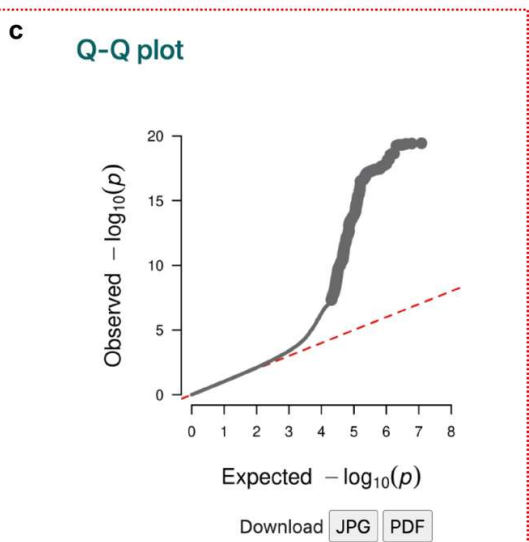 c
Q-Q plot
Observed −log10(p)
20
15
10
5
0
0 1 2 3 4 5 6 7 8
Expected −log10(p)
Download JPG PDF